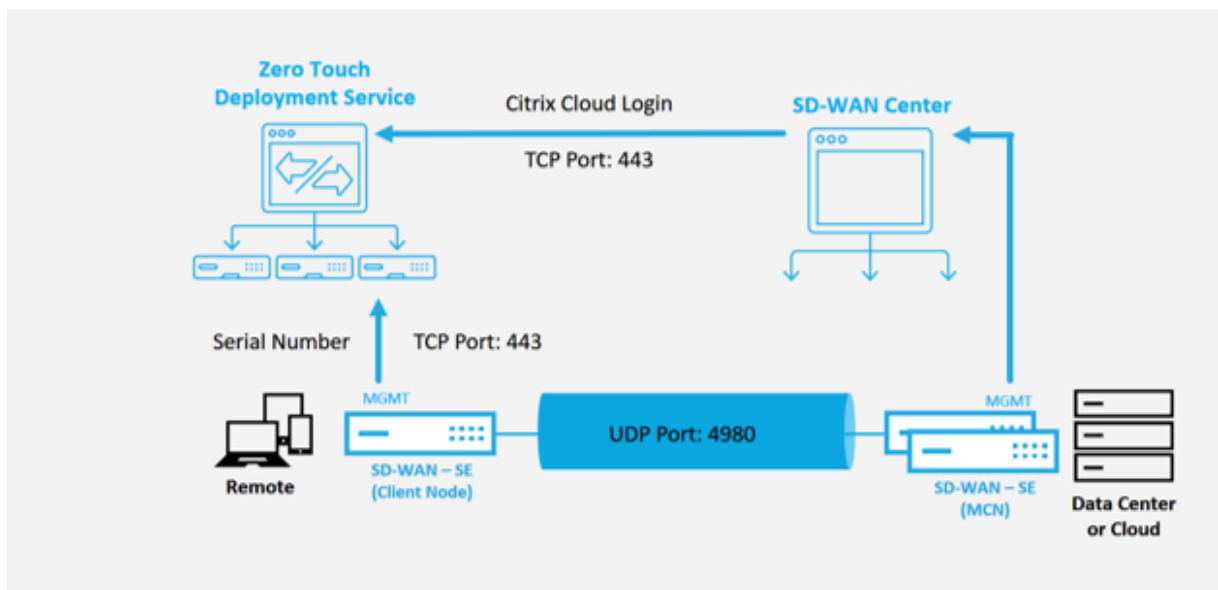 Zero Touch
Deployment Service
Citrix Cloud Login
SD-WAN Center
TCP Port: 443
Serial Number
TCP Port: 443
MGMT
MGMT
UDP Port: 4980
Remote
SD-WAN – SE
(Client Node)
SD-WAN – SE
(MCN)
Data Center
or Cloud